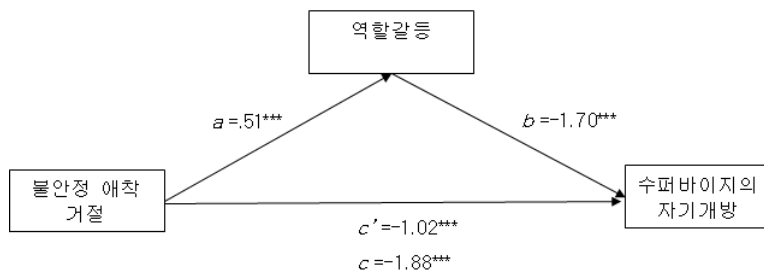 역할갈등
a =.51***
b =-1.70***
불안정 애착
거절
수퍼바이지의
자기개방
c’ =-1.02***
c =-1.88***